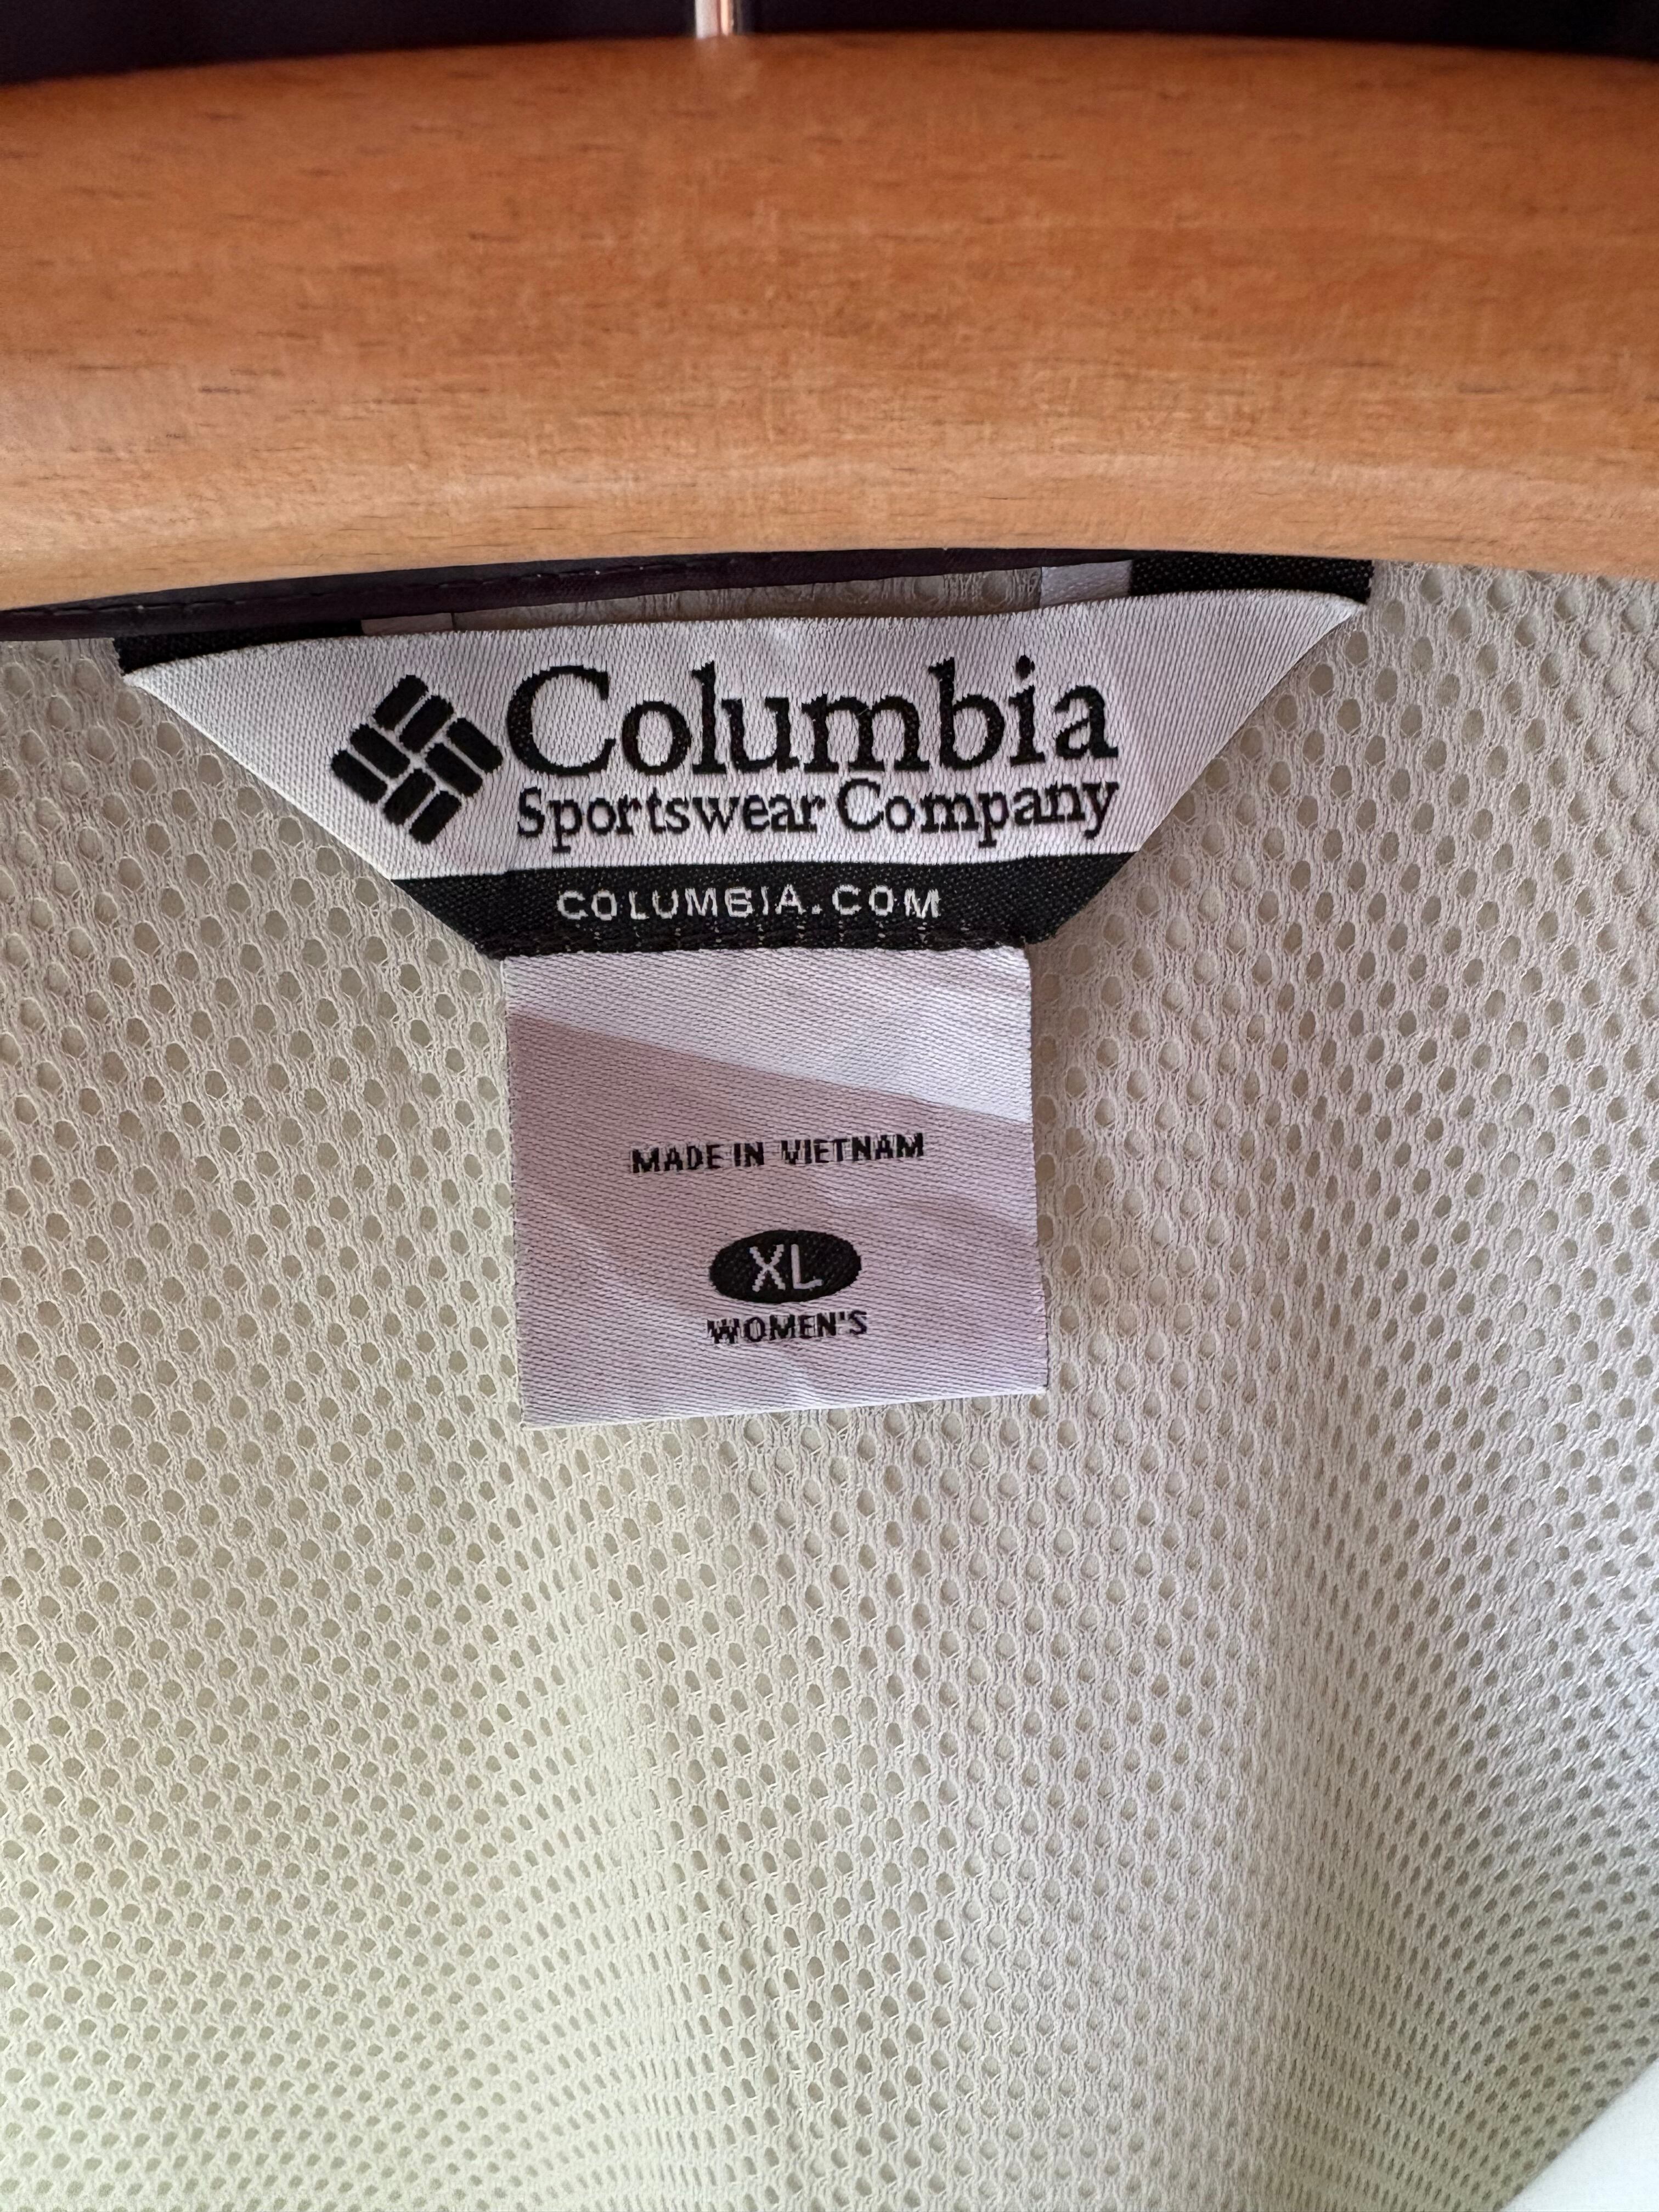 Columbia
Sportswear Company
COLUMBIA.COM
MADE IN VIETNAM
XL
WOMEN'S